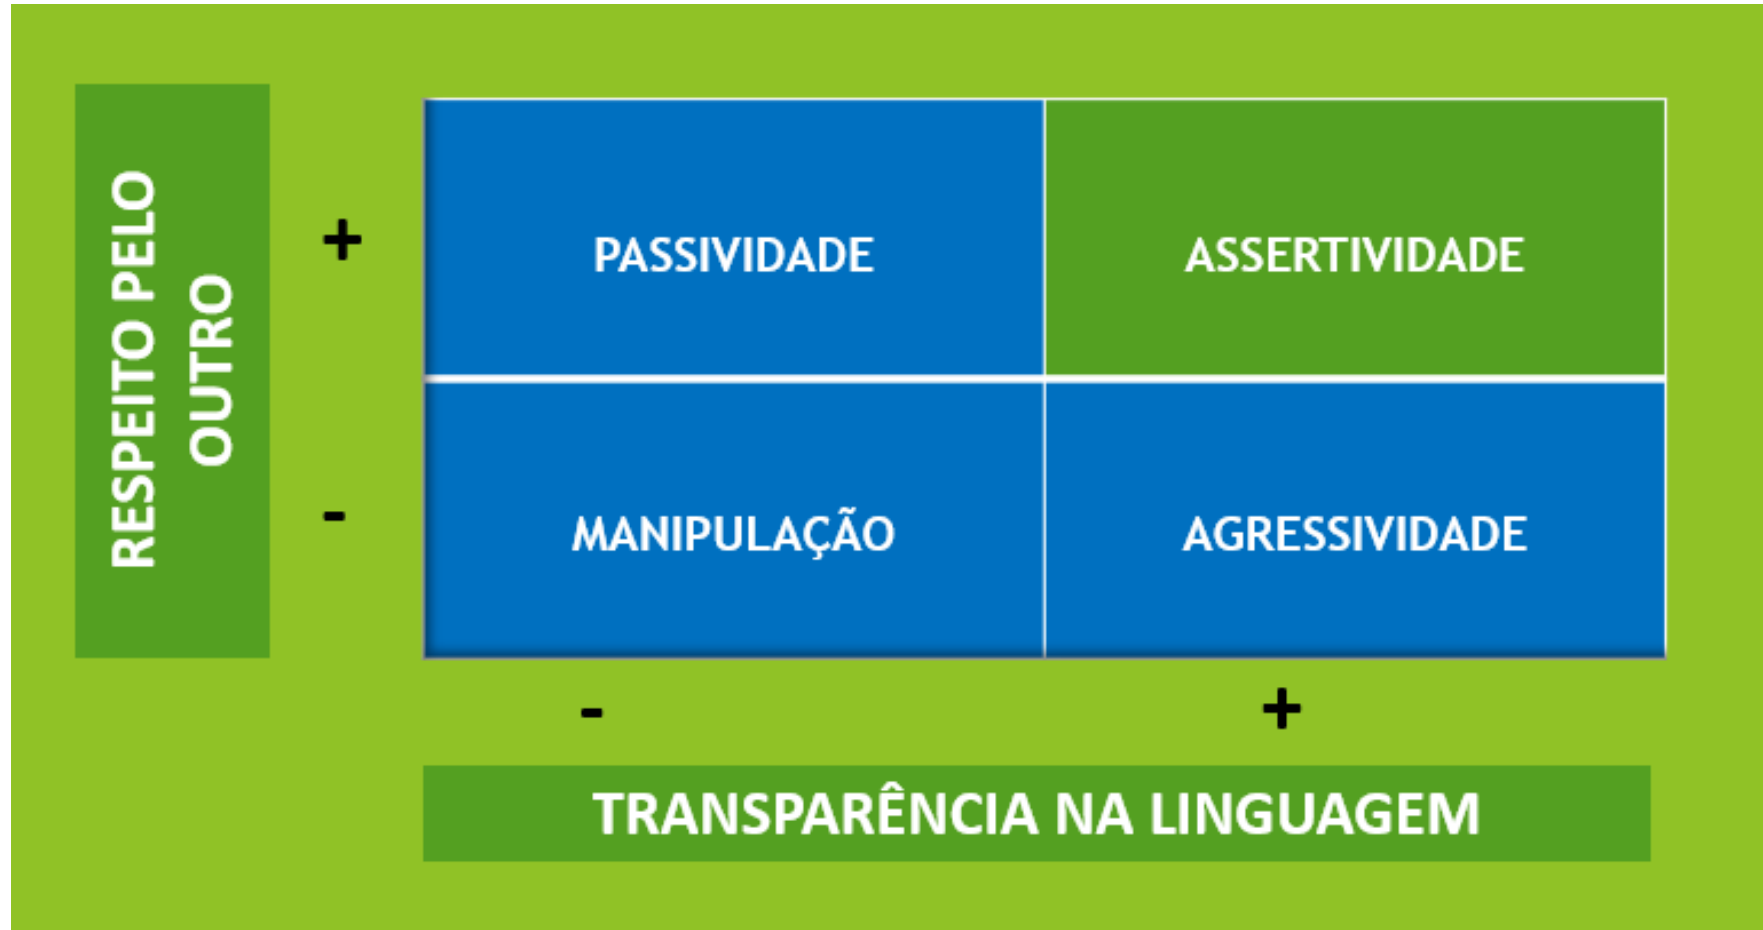 RESPEITO PELO
OUTRO
+
PASSIVIDADE
ASSERTIVIDADE
-
MANIPULAÇÃO
AGRESSIVIDADE
-
+
TRANSPARÊNCIA NA LINGUAGEM